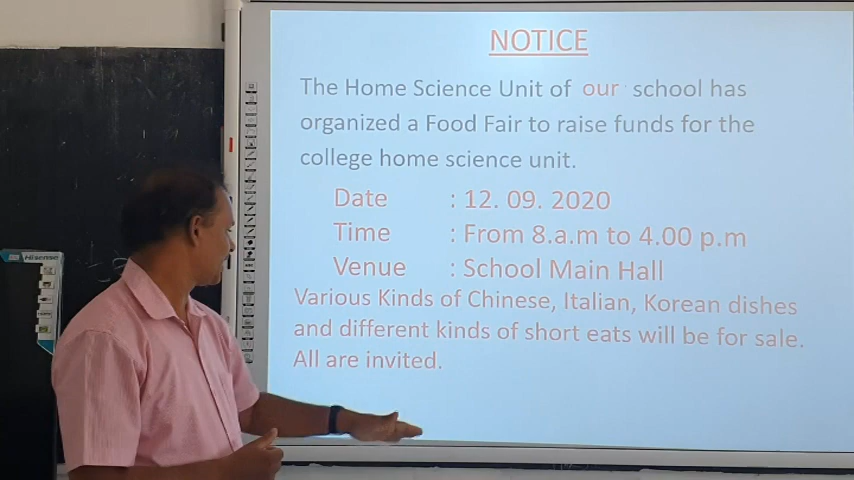 NOTICE
The Home Science Unit of our school has
organized a Food Fair to raise funds for the
college home science unit.
Date : 12. 09. 2020
Time : From 8.a.m to 4.00 p.m
Venue : School Main Hall
Various Kinds of Chinese, Italian, Korean dishes
and different kinds of short eats will be for sale.
All are invited.
Hisense